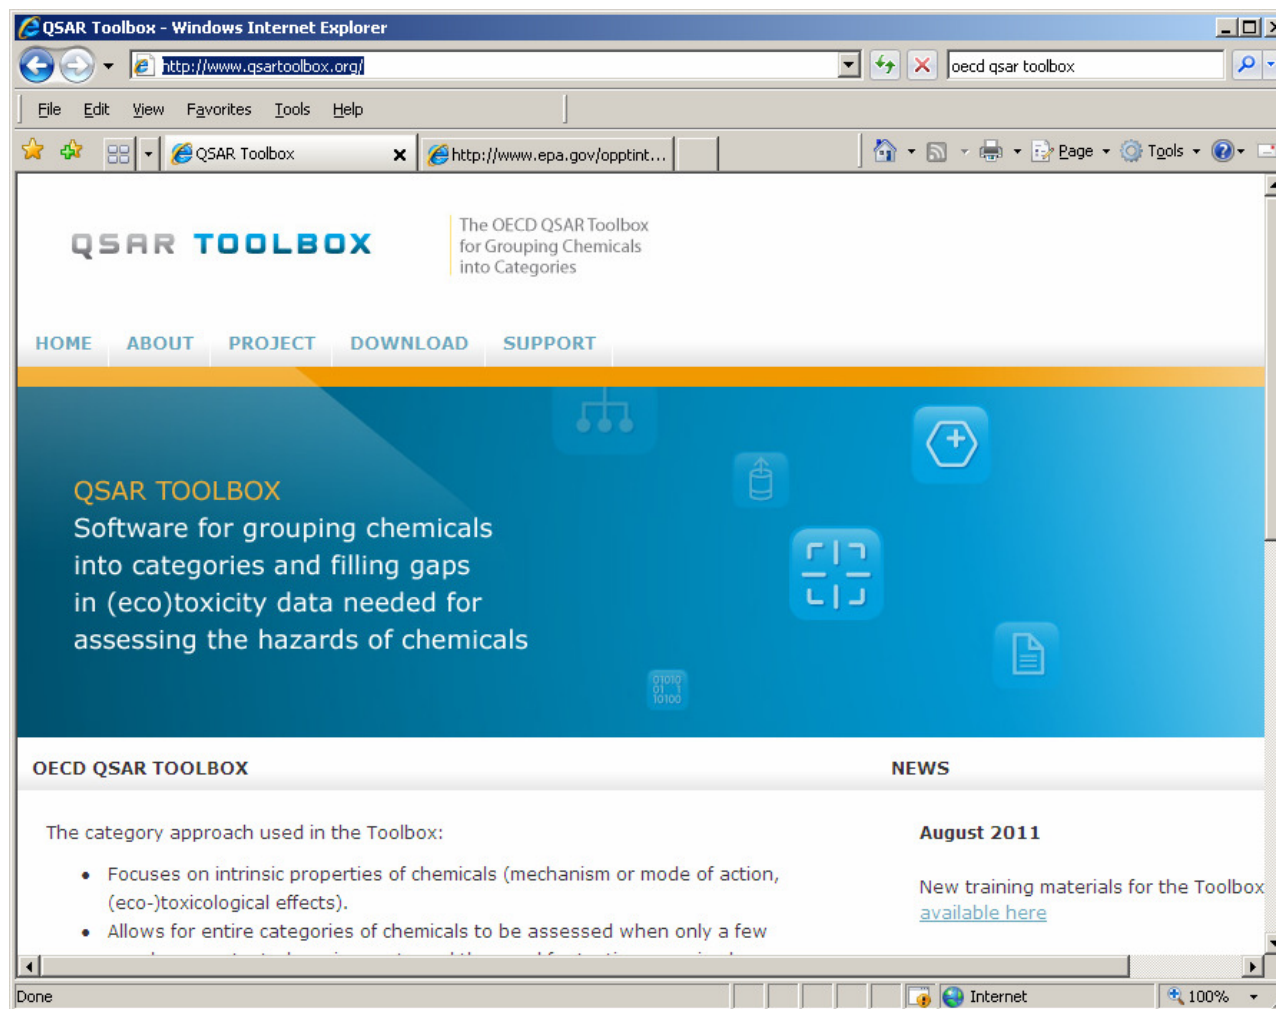 QSAR Toolbox - Windows Internet Explorer
http://www.qsartoolbox.org/
oecd qsar toolbox
File Edit View Favorites Tools Help
QSAR Toolbox
http://www.epa.gov/opptint...
Page Tools
QSAR TOOLBOX
The OECD QSAR Toolbox
for Grouping Chemicals
into Categories
HOME ABOUT PROJECT DOWNLOAD SUPPORT
QSAR TOOLBOX
Software for grouping chemicals
into categories and filling gaps
in (eco)toxicity data needed for
assessing the hazards of chemicals
01010
01 1
10100
OECD QSAR TOOLBOX
NEWS
The category approach used in the Toolbox:
• Focuses on intrinsic properties of chemicals (mechanism or mode of action,
(eco-)toxicological effects).
• Allows for entire categories of chemicals to be assessed when only a few
August 2011
New training materials for the Toolbox
available here
Done
Internet
100%